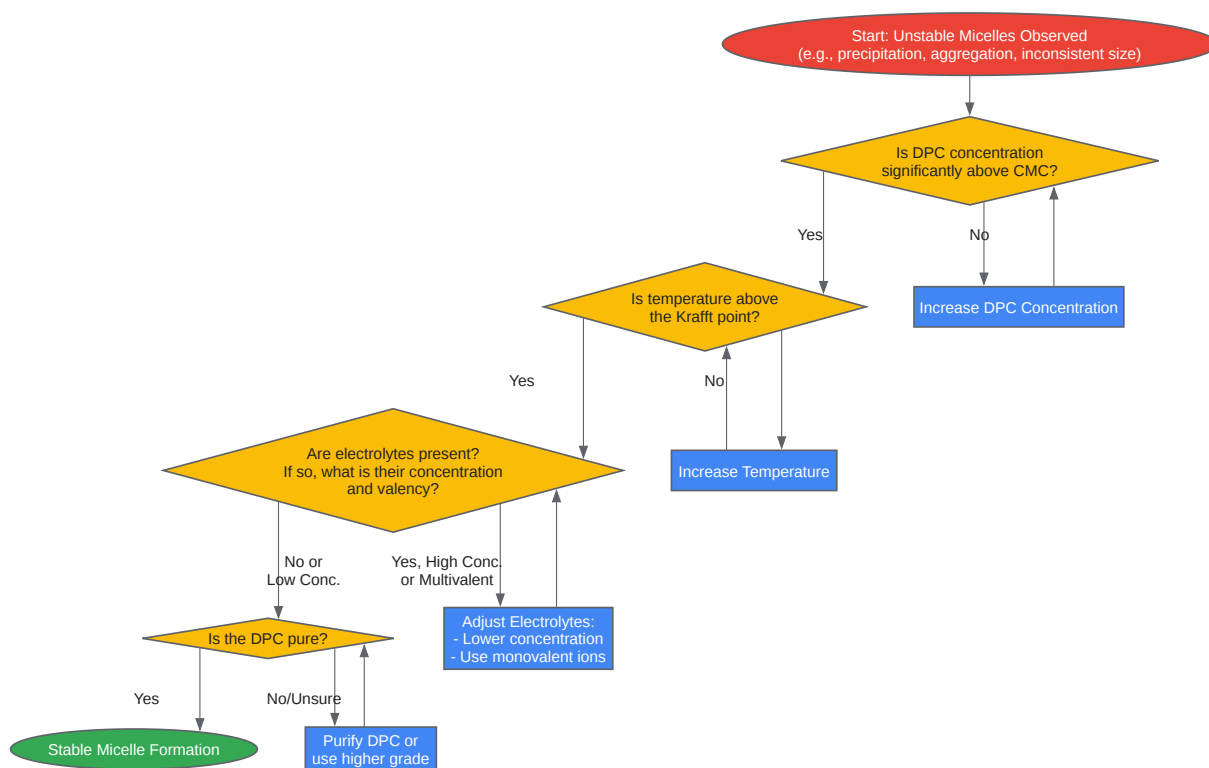 Start: Unstable Micelles Observed
(e.g., precipitation, aggregation, inconsistent size)
Is DPC concentration
significantly above CMC?
Yes
No
Is temperature above
the Krafft point?
Increase DPC Concentration
Yes
No
Are electrolytes present?
If so, what is their concentration
and valency?
Increase Temperature
No or
Low Conc.
Yes, High Conc.
or Multivalent
Is the DPC pure?
Adjust Electrolytes:
- Lower concentration
- Use monovalent ions
Yes
No/Unsure
Stable Micelle Formation
Purify DPC or
use higher grade